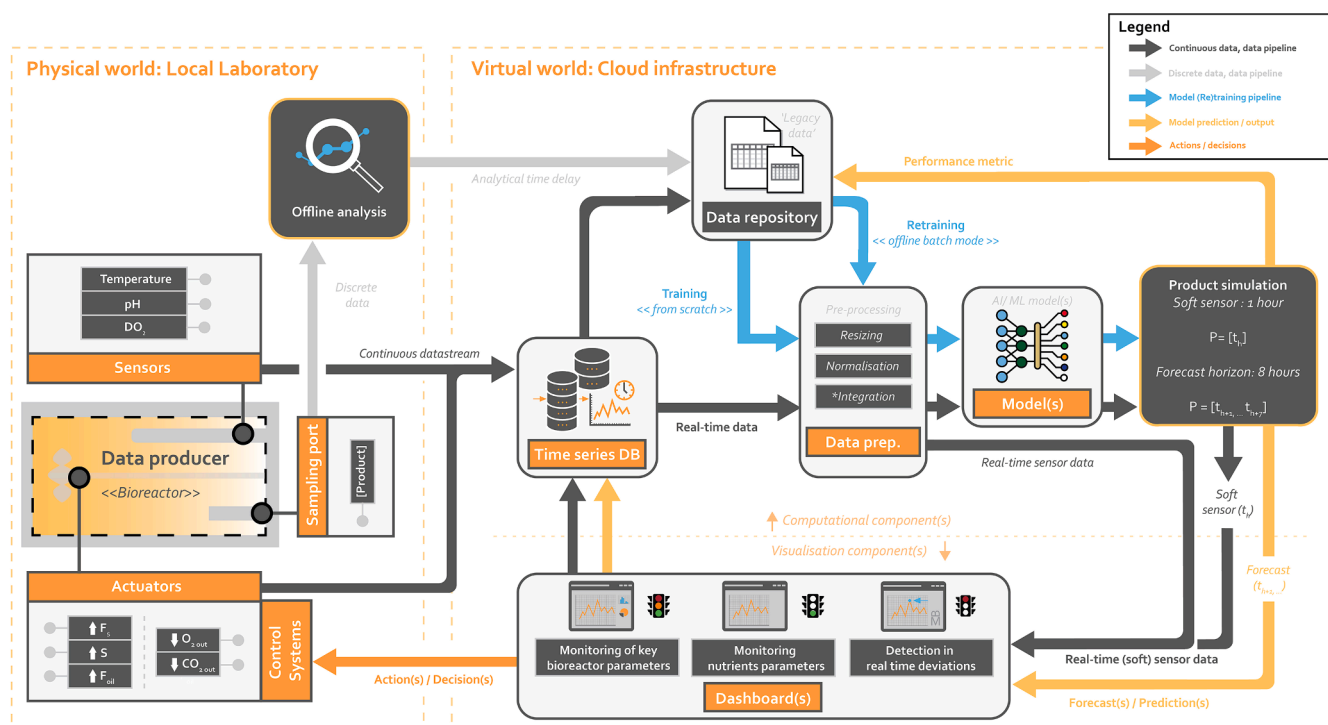 Legend
Continuous data, data pipeline
Discrete data, data pipeline
Model (Re)training pipeline
Model prediction / output
Actions / decisions
Physical world: Local Laboratory
Virtual world: Cloud infrastructure
Offline analysis
Analytical time delay
'Legacy
data'
Data repository
Performance metric
Retraining
<< offline batch mode >>
Training
<< from scratch >>
Discrete
data
Temperature
pH
DO2
Sensors
Continuous datastream
Time series DB
Real-time data
Pre-processing
Resizing
Normalisation
*Integration
Data prep.
AI/ ML model(s)
Model(s)
Product simulation
Soft sensor : 1 hour
P= [th]
Forecast horizon: 8 hours
P = [th+1, ... th+7]
Real-time sensor data
Soft
sensor (th)
Data producer
<<Bioreactor>>
Sampling port
[Product]
Computational component(s)
Visualisation component(s)
Forecast
(th+1, ...)
Actuators
F5
S
Foil
O2 out
CO2 out
Control
Systems
Action(s) / Decision(s)
Monitoring of key
bioreactor parameters
Monitoring
nutrients parameters
Detection in
real time deviations
Dashboard(s)
Real-time (soft) sensor data
Forecast(s) / Prediction(s)